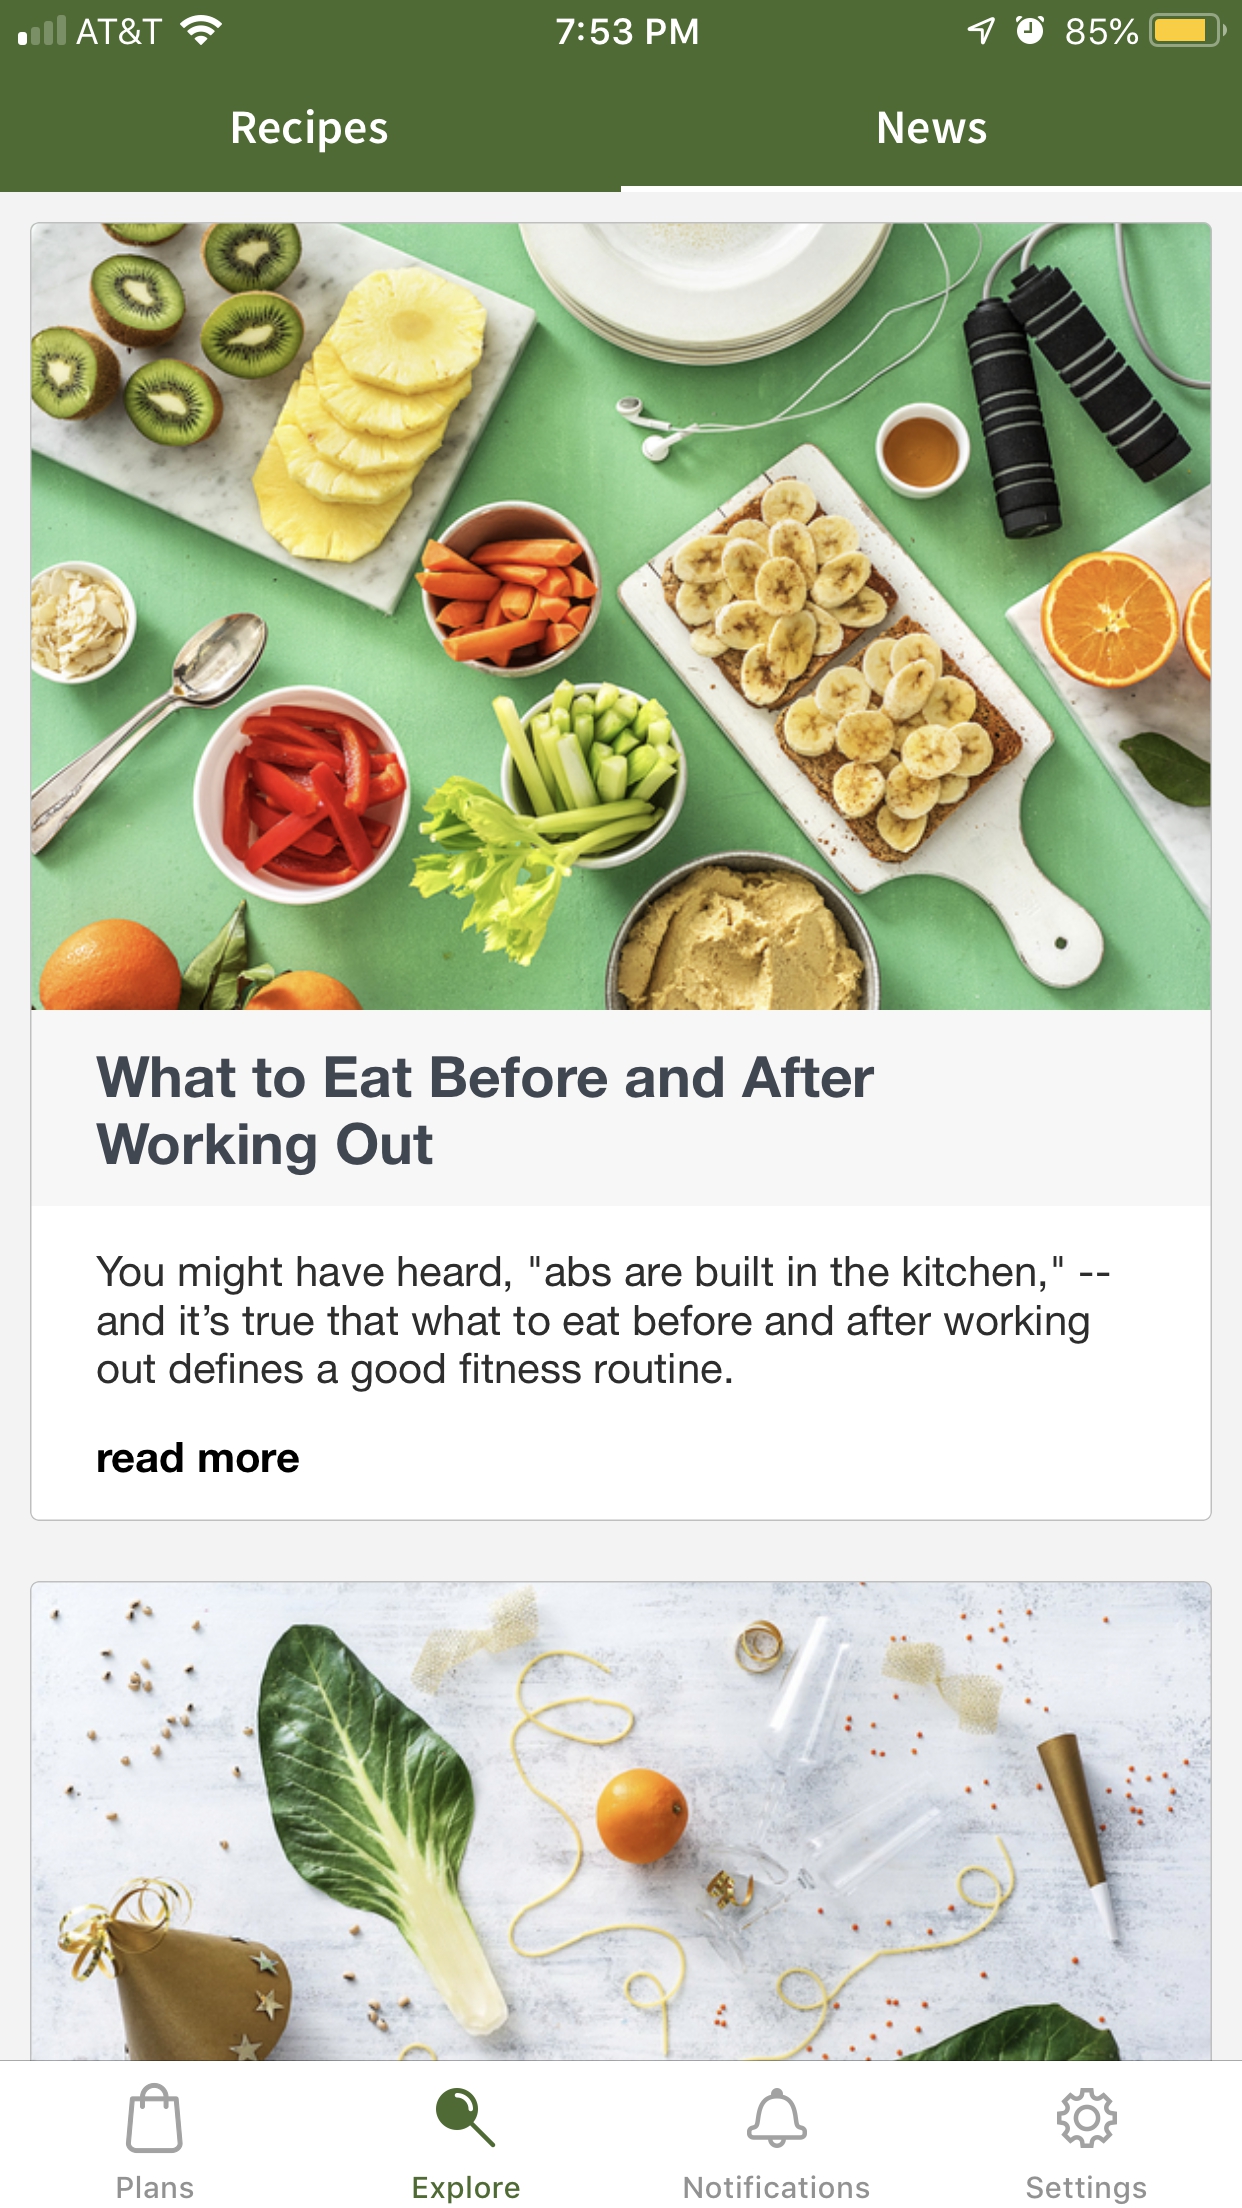 AT&T 7:53 PM 85%
Recipes News
What to Eat Before and After
Working Out
You might have heard, "abs are built in the kitchen," --
and it’s true that what to eat before and after working
out defines a good fitness routine.
read more
Plans Explore Notifications Settings